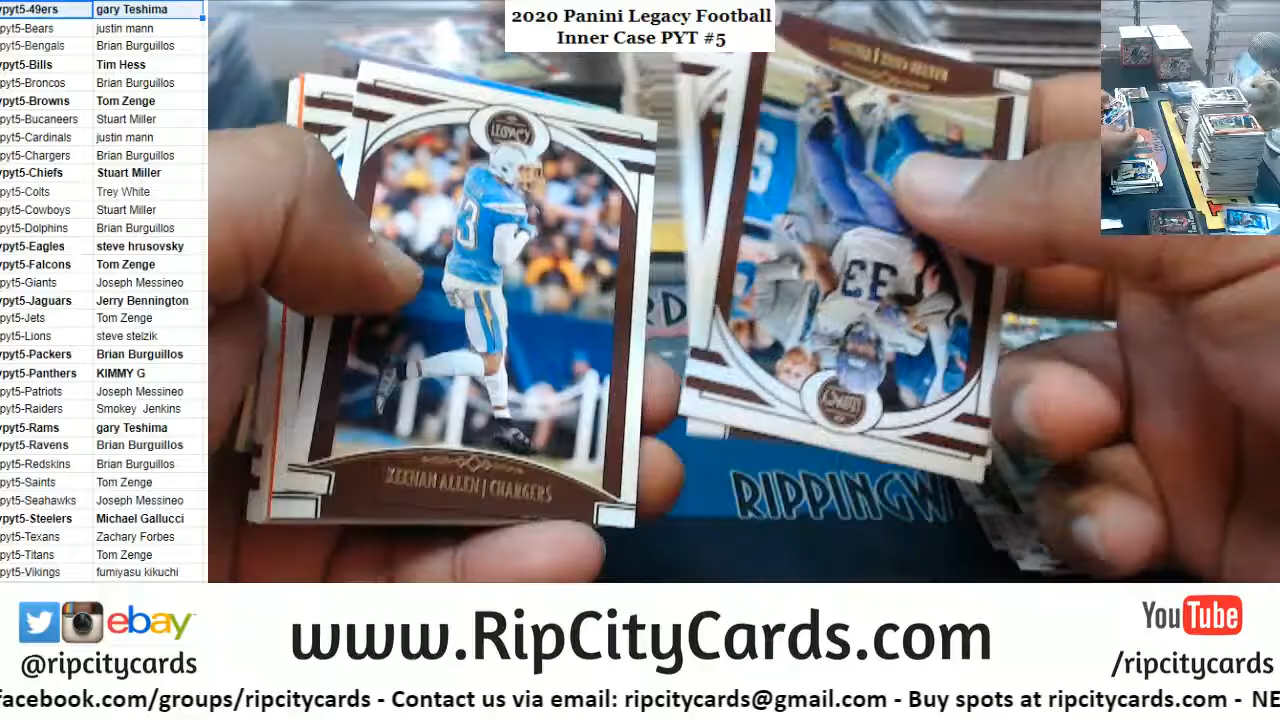 pyt5-49ers gary Teshima
pyt5-Bears justin mann
pyt5-Bengals Brian Burguillos
pyt5-Bills Tim Hess
pyt5-Broncos Brian Burguillos
pyt5-Browns Tom Zenge
pyt5-Bucaneers Stuart Miller
pyt5-Cardinals justin mann
pyt5-Chargers Brian Burguillos
pyt5-Chiefs Stuart Miller
pyt5-Colts Trey White
pyt5-Cowboys Stuart Miller
pyt5-Dolphins Brian Burguillos
pyt5-Eagles steve hrusovsky
pyt5-Falcons Tom Zenge
pyt5-Giants Joseph Messineo
pyt5-Jaguars Jerry Bennington
pyt5-Jets Tom Zenge
pyt5-Lions steve stelzik
pyt5-Packers Brian Burguillos
pyt5-Panthers KIMMY G
pyt5-Patriots Joseph Messineo
pyt5-Raiders Smokey Jenkins
pyt5-Rams gary Teshima
pyt5-Ravens Brian Burguillos
pyt5-Redskins Brian Burguillos
pyt5-Saints Tom Zenge
pyt5-Seahawks Joseph Messineo
pyt5-Steelers Michael Gallucci
pyt5-Texans Zachary Forbes
pyt5-Titans Tom Zenge
pyt5-Vikings fumiyasu kikuchi
2020 Panini Legacy Football
Inner Case PYT #5
LEGACY
13
KEENAN ALLEN | CHARGERS
33
LEGACY
RIPPINGW
ebay
@ripcitycards
www.RipCityCards.com
YouTube
/ripcitycards
facebook.com/groups/ripcitycards - Contact us via email: ripcitycards@gmail.com - Buy spots at ripcitycards.com - NE